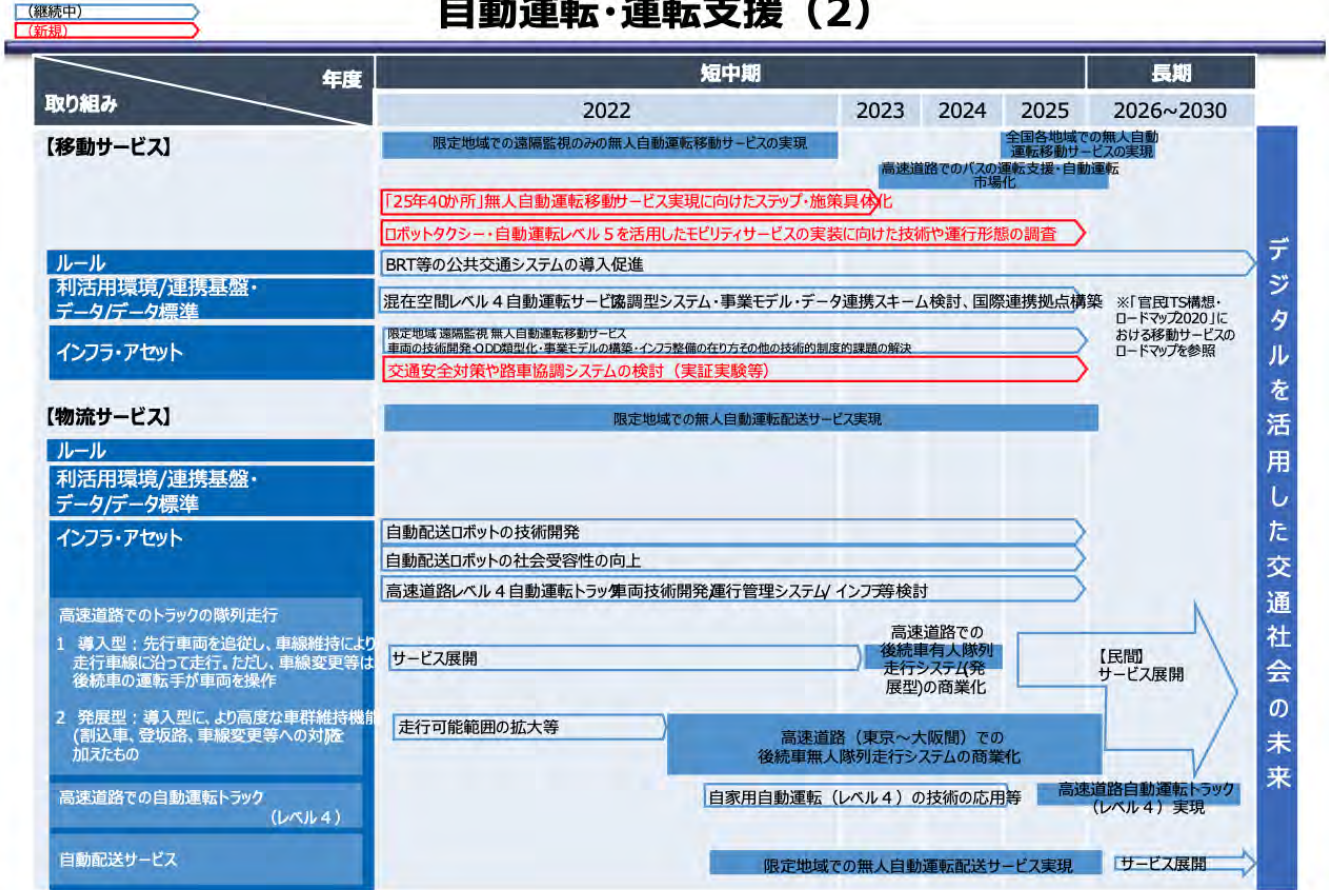 (継続中)
(新規)
自動運転・運転支援（2）
年度
取り組み
短中期
長期
2022
2023
2024
2025
2026~2030
【移動サービス】
限定地域での遠隔監視のみの無人自動運転移動サービスの実現
全国各地域での無人自動
運転移動サービスの実現
高速道路でのバスの運転支援・自動運転
市場化
「25年40か所」無人自動運転移動サービス実現に向けたステップ・施策具体化
ロボットタクシー・自動運転レベル５を活用したモビリティサービスの実装に向けた技術や運行形態の調査
ルール
BRT等の公共交通システムの導入促進
利活用環境/連携基盤・
データ/データ標準
混在空間レベル４自動運転サービ協調型システム・事業モデル・データ連携スキーム検討、国際連携拠点構築
※「官民ITS構想・
ロードマップ2020」に
おける移動サービスの
ロードマップを参照
インフラ・アセット
限定地域 遠隔監視 無人自動運転移動サービス
車両の技術開発・ODD類型化・事業モデルの構築・インフラ整備の在り方その他の技術的制度的課題の解決
交通安全対策や路車協調システムの検討（実証実験等）
【物流サービス】
限定地域での無人自動運転配送サービス実現
ルール
利活用環境/連携基盤・
データ/データ標準
インフラ・アセット
自動配送ロボットの技術開発
自動配送ロボットの社会受容性の向上
高速道路レベル４自動運転トラック車両技術開発/運行管理システム/インフラ等検討
高速道路でのトラックの隊列走行
1 導入型：先行車両を追従し、車線維持により
走行車線に沿って走行。ただし、車線変更等は
後続車の運転手が車両を操作
サービス展開
高速道路での
後続車有人隊列
走行システム(発
展型)の商業化
【民間】
サービス展開
2 発展型：導入型に、より高度な車群維持機能
(割込車、登坂路、車線変更等への対応)を
加えたもの
走行可能範囲の拡大等
高速道路（東京～大阪間）での
後続車無人隊列走行システムの商業化
高速道路での自動運転トラック
（レベル４）
自家用自動運転（レベル４）の技術の応用等
高速道路自動運転トラック
（レベル４）実現
自動配送サービス
限定地域での無人自動運転配送サービス実現
サービス展開
デジタルを活用した交通社会の未来